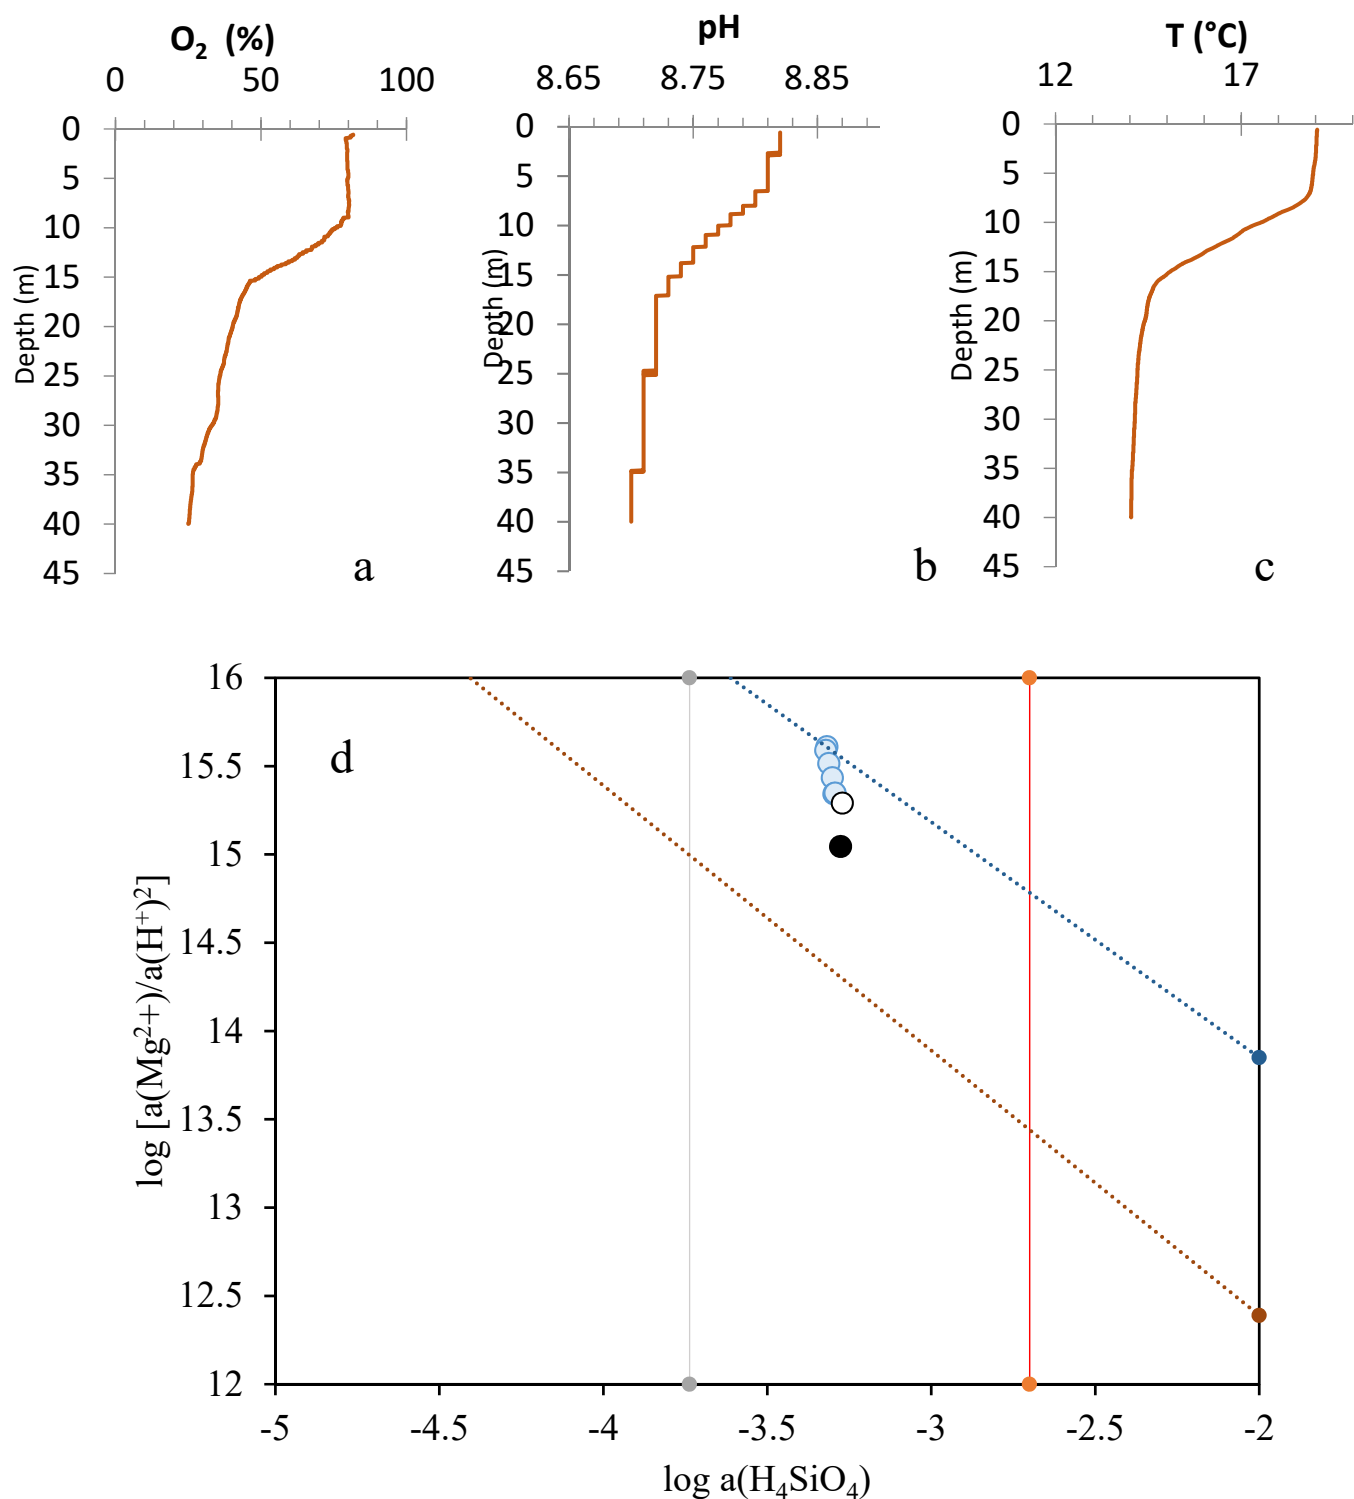 O₂ (%)
0 50 100
0
5
10
15
20
25
30
35
40
45
Depth (m)
a
pH
8.65 8.75 8.85
0
5
10
15
20
25
30
35
40
45
Depth (m)
b
T (°C)
12 17
0
5
10
15
20
25
30
35
40
45
Depth (m)
c
d
16
15.5
15
14.5
14
13.5
13
12.5
12
log [a(Mg²⁺)/a(H⁺)²]
-5 -4.5 -4 -3.5 -3 -2.5 -2
log a(H₄SiO₄)